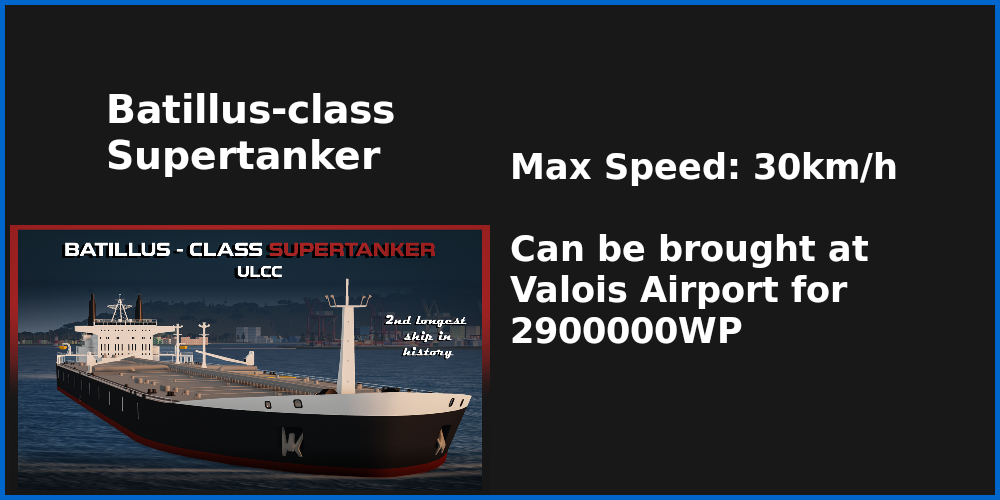 Batillus-class
Supertanker
BATILLUS - CLASS SUPERTANKER
ULCC
2nd longest
ship in
history
Max Speed: 30km/h
Can be brought at
Valois Airport for
2900000WP